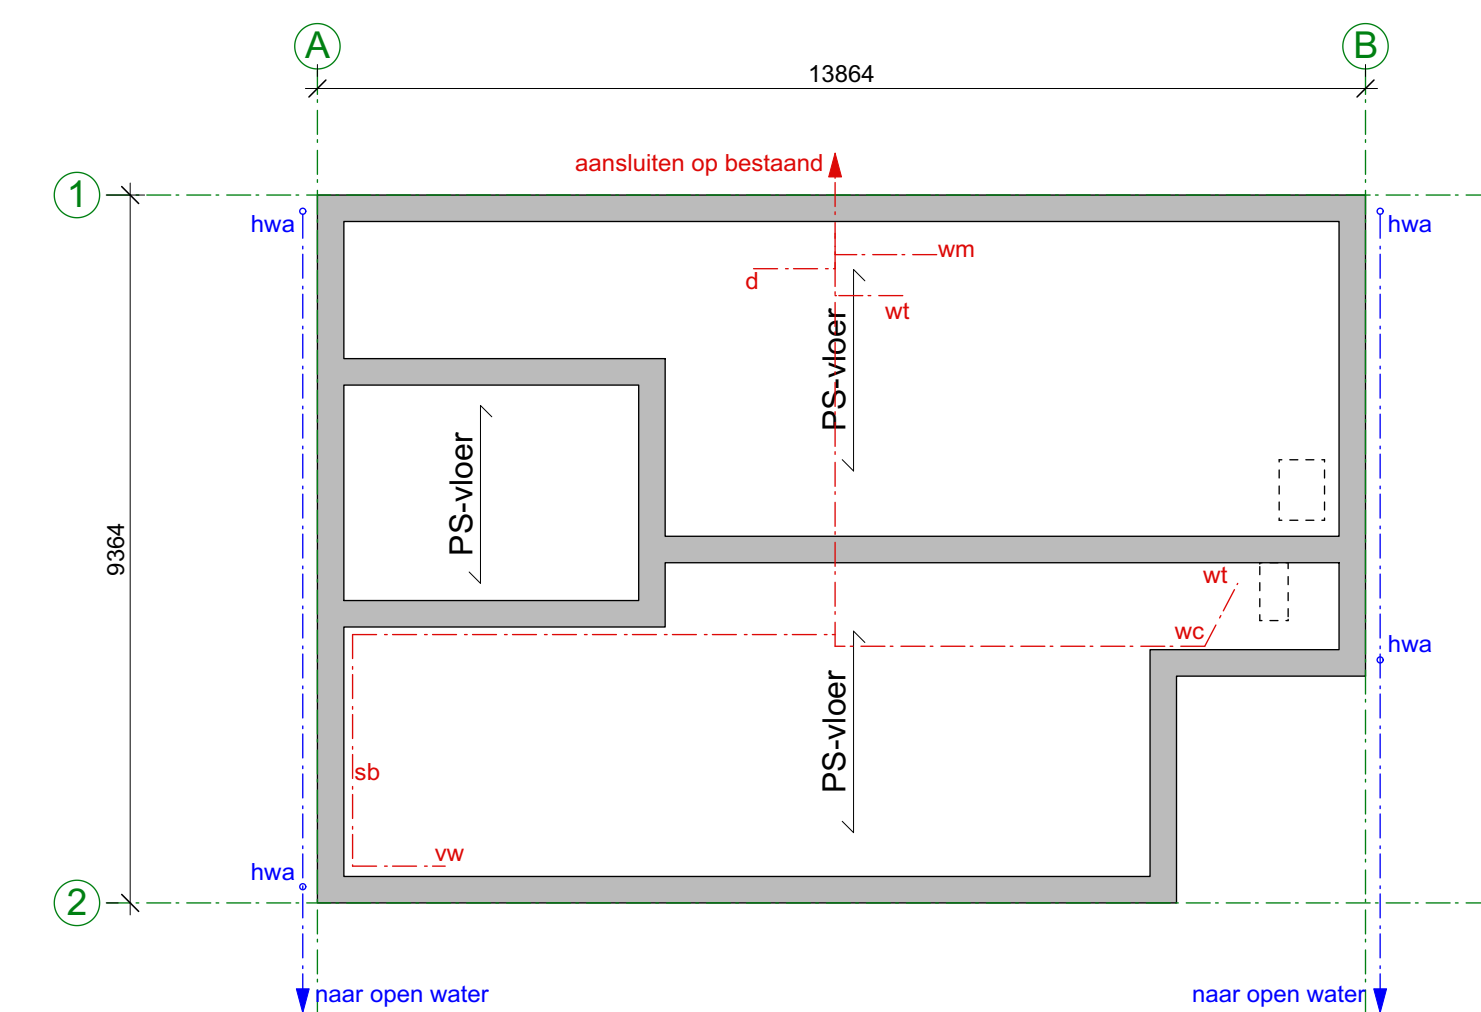 A
B
13864
aansluiten op bestaand
1
hwa
hwa
wm
d
wt
PS-vloer
PS-vloer
9364
wt
wc
hwa
PS-vloer
sb
vw
hwa
2
naar open water
naar open water